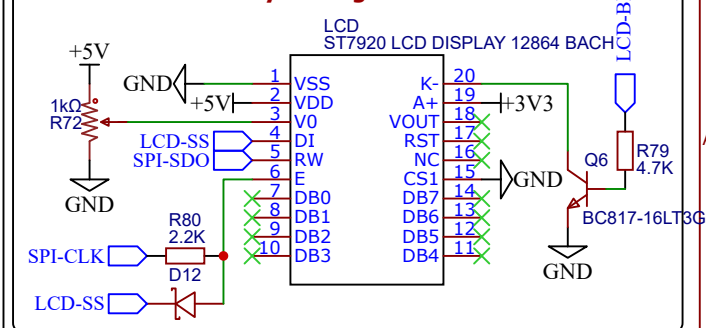 LCD
ST7920 LCD DISPLAY 12864 BACH
LCD-B
+5V
GND
+5V
1kΩ
R72
GND
LCD-SS
SPI-SDO
1 VSS
2 VDD
3 V0
4 DI
5 RW
6 E
7 DB0
8 DB1
9 DB2
10 DB3
K- 20
A+ 19
VOUT 18
RST 17
NC 16
CS1 15
DB7 14
DB6 13
DB5 12
DB4 11
+3V3
GND
Q6
R79
4.7K
BC817-16LT3G
GND
R80
2.2K
SPI-CLK
D12
LCD-SS